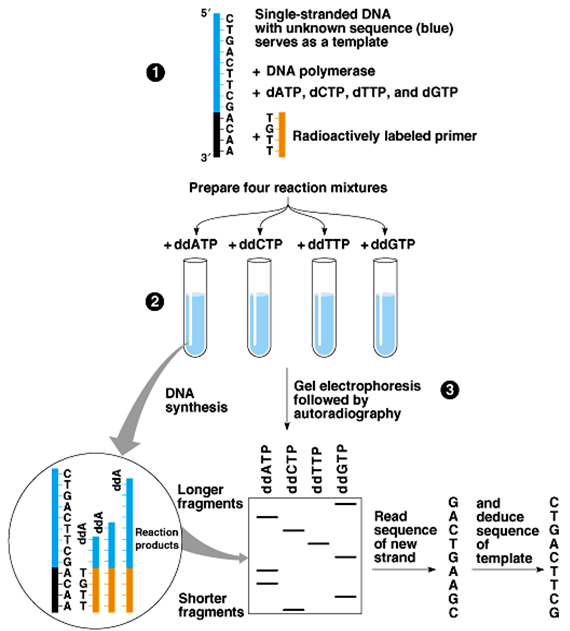 5′
C
T
G
A
C
T
T
C
G
A
C
A
A
3′
Single-stranded DNA
with unknown sequence (blue)
serves as a template
1
+ DNA polymerase
+ dATP, dCTP, dTTP, and dGTP
+
T
G
T
T
Radioactively labeled primer
Prepare four reaction mixtures
+ ddATP + ddCTP + ddTTP + ddGTP
2
DNA
synthesis
Gel electrophoresis
followed by
autoradiography
3
C
T
G
A
C
T
T
C
G
A
C
A
A
T
G
T
T
ddA
ddA
ddA
Reaction
products
ddATP
ddCTP
ddTTP
ddGTP
Longer
fragments
Shorter
fragments
Read
sequence
of new
strand
G
A
C
T
G
A
A
G
C
and
deduce
sequence
of
template
C
T
G
A
C
T
T
C
G